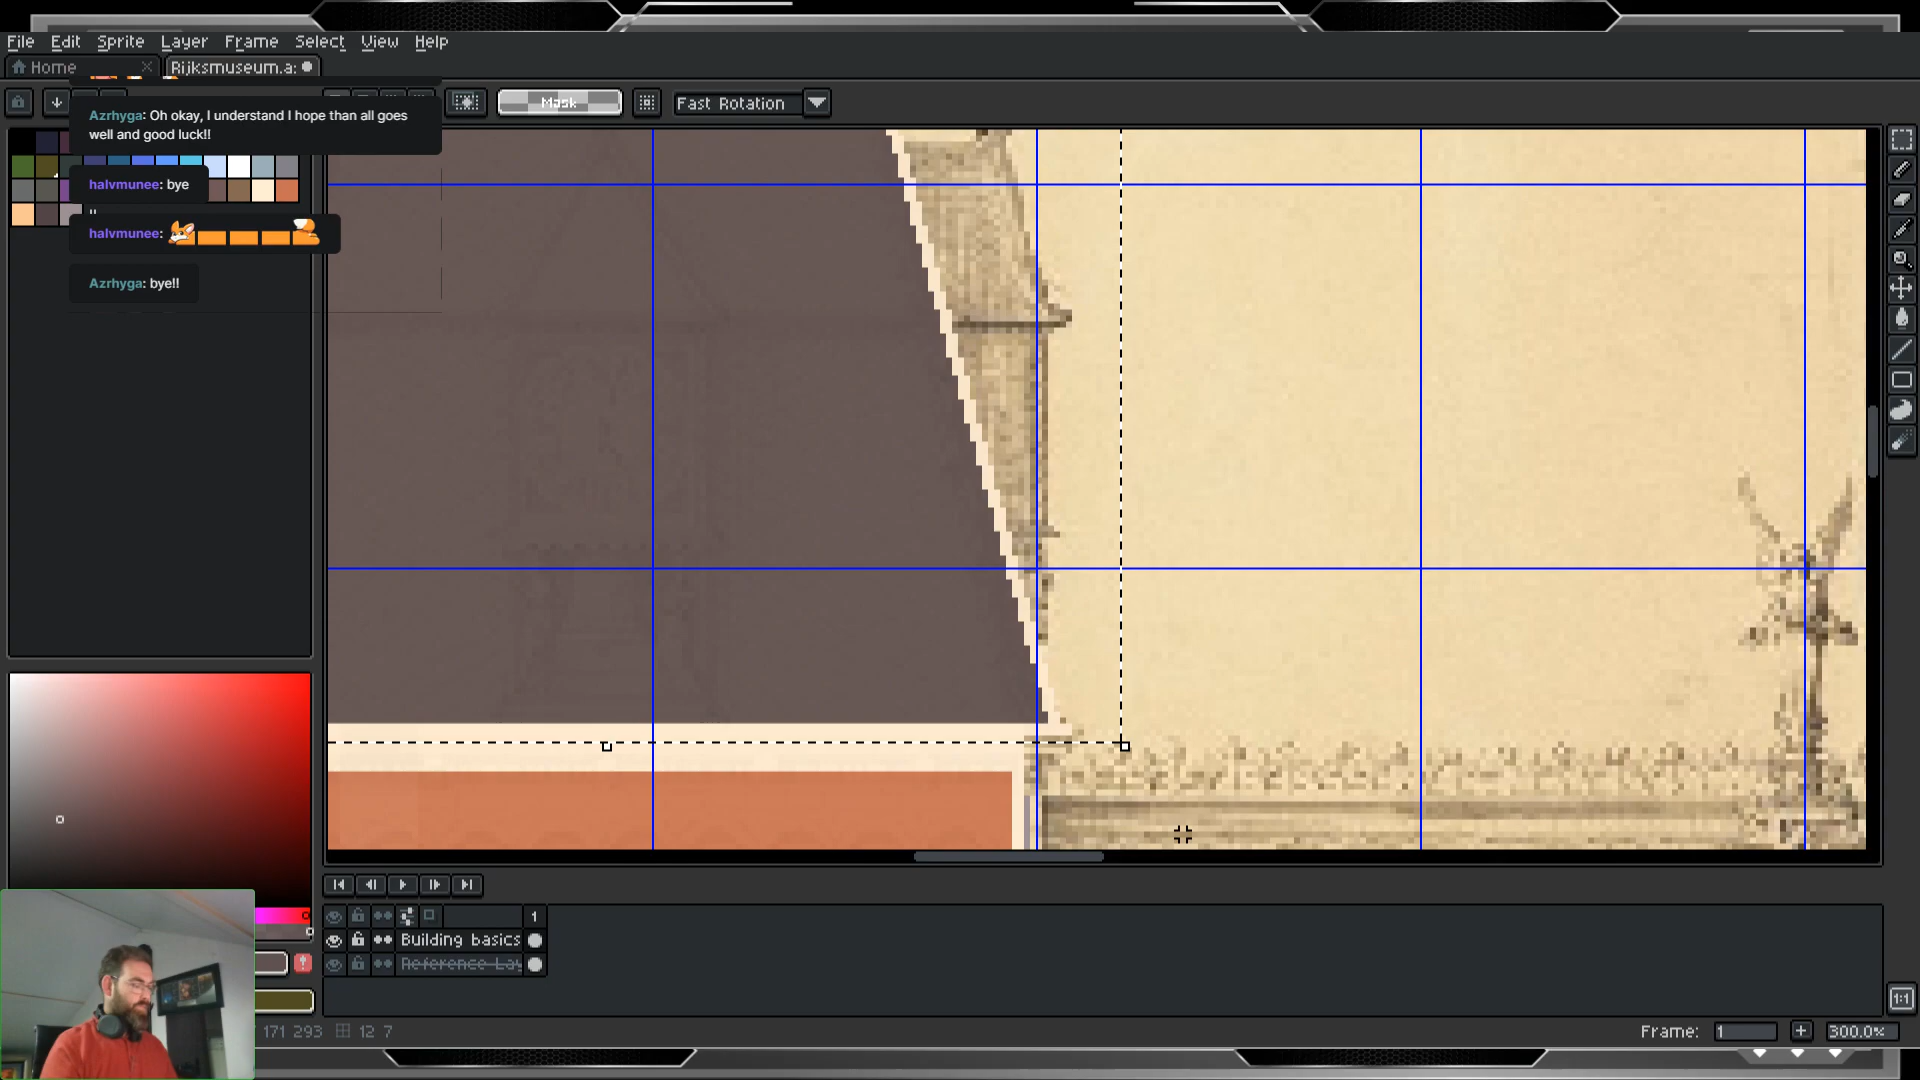 File Edit Sprite Layer Frame Select View Help
Home
Rijksmuseum.a:
Mask
Fast Rotation
Azrhyga: Oh okay, I understand I hope than all goes
well and good luck!!
halvmunee: bye
halvmunee:
Azrhyga: bye!!
1
Building basics
Reference Lay
171 293 12 7
Frame: 1
300.0%
1:1